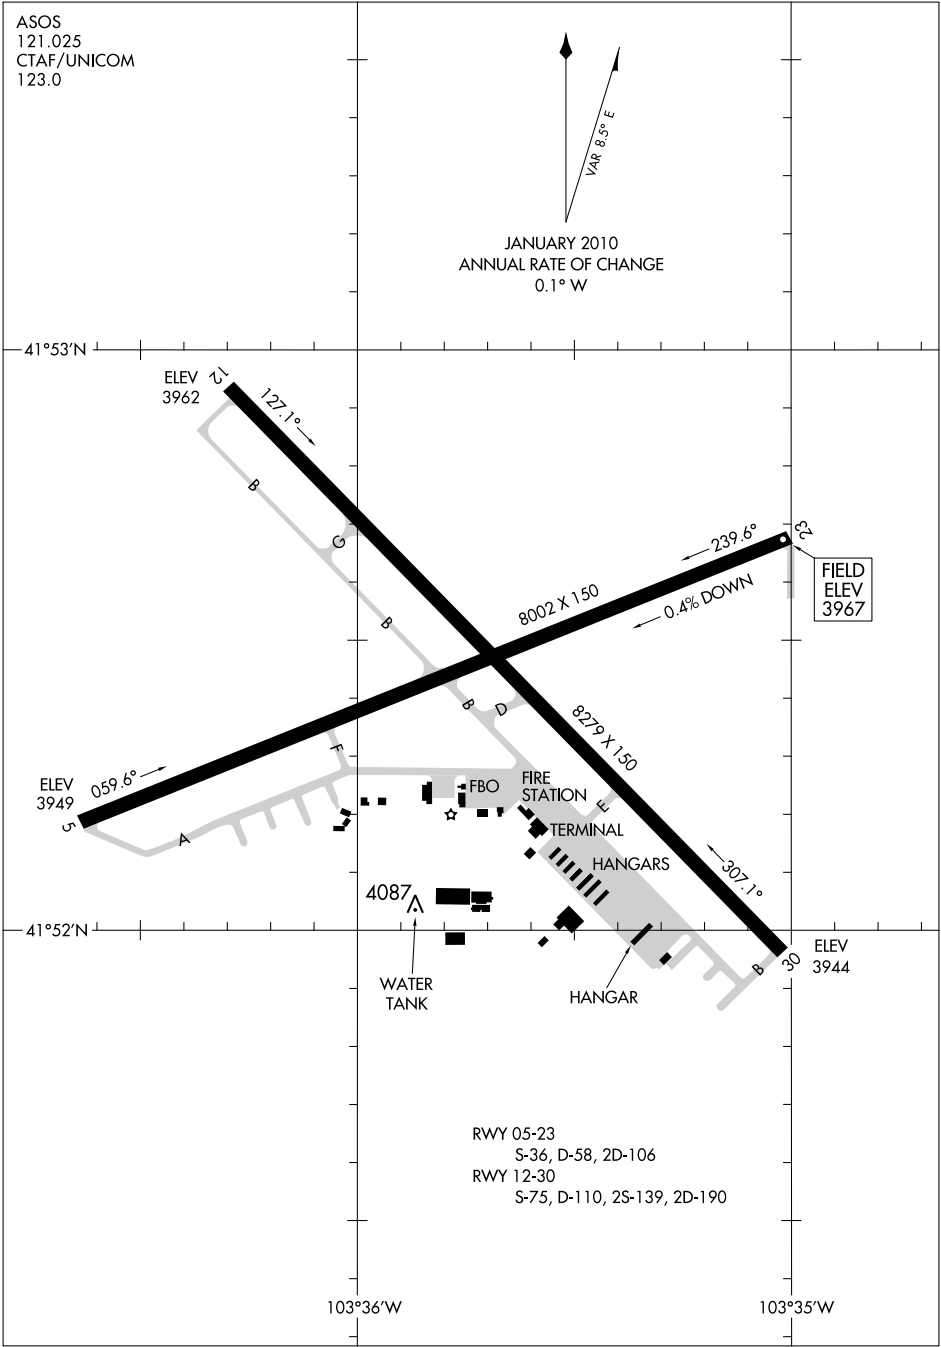 ASOS
121.025
CTAF/UNICOM
123.0
VAR 8.5° E
JANUARY 2010
ANNUAL RATE OF CHANGE
0.1° W
41°53'N
ELEV
3962
12
127.1°
B
G
239.6°
23
FIELD
ELEV
3967
8002 X 150
0.4% DOWN
B
B
D
8279 X 150
F
ELEV
3949
059.6°
5
A
FBO
FIRE
STATION
E
TERMINAL
HANGARS
307.1°
4087
41°52'N
WATER
TANK
HANGAR
B
30
ELEV
3944
RWY 05-23
S-36, D-58, 2D-106
RWY 12-30
S-75, D-110, 2S-139, 2D-190
103°36'W
103°35'W